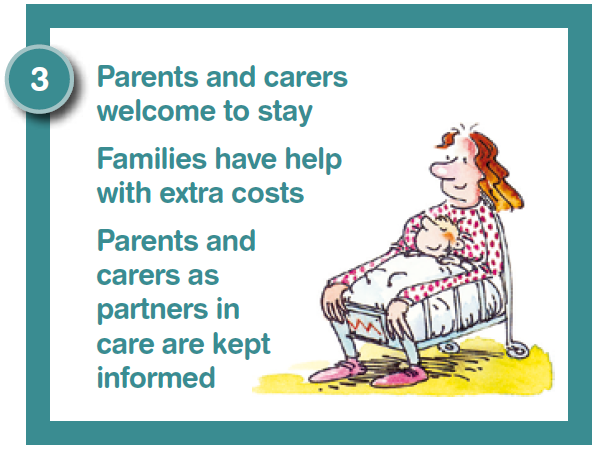 3
Parents and carers
welcome to stay
Families have help
with extra costs
Parents and
carers as
partners in
care are kept
informed